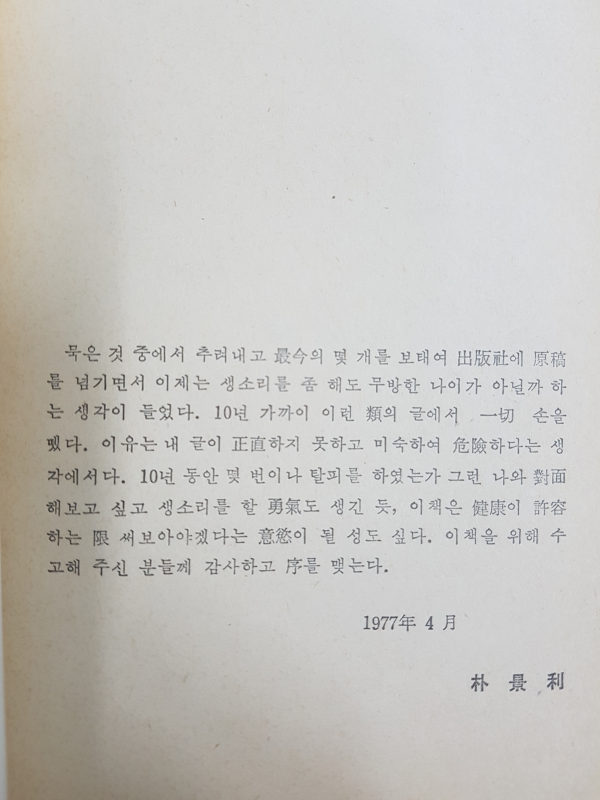 묵은 것 중에서 추려내고 最今의 몇 개를 보태여 出版社에 原稿
를 넘기면서 이제는 생소리를 좀 해도 무방한 나이가 아닐까 하
는 생각이 들었다. 10년 가까이 이런 類의 글에서 一切 손을
뗐다. 이유는 내 글이 正直하지 못하고 미숙하여 危險하다는 생
각에서다. 10년 동안 몇 번이나 탈피를 하였는가 그런 나와 對面
해보고 싶고 생소리를 할 勇氣도 생긴 듯, 이책은 健康이 許容
하는 限 써보아야겠다는 意慾이 될 성도 싶다. 이책을 위해 수
고해 주신 분들께 감사하고 序를 맺는다.
1977年 4 月
朴 景 利